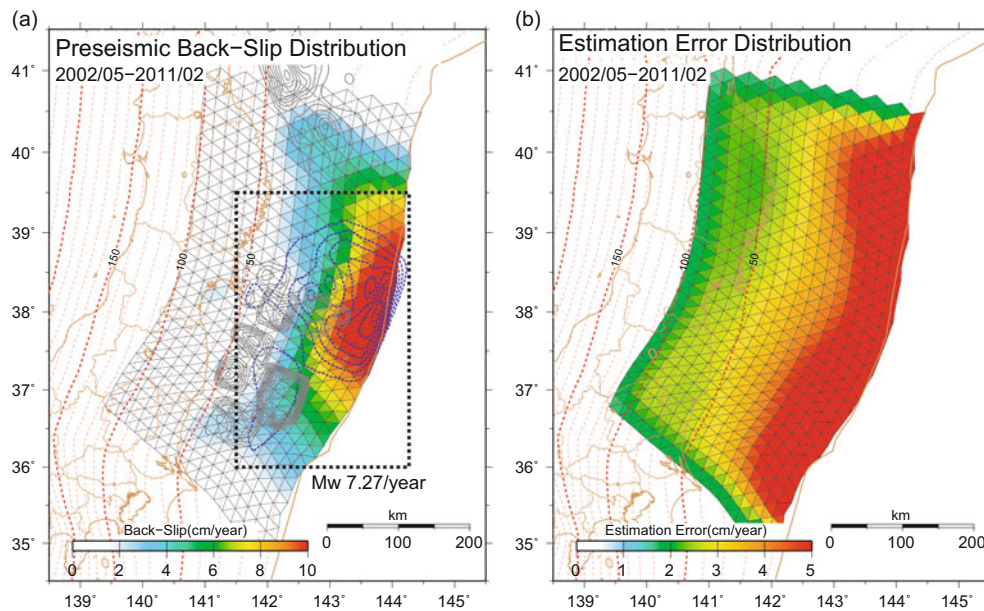 (a)
Preseismic Back-Slip Distribution
2002/05-2011/02
41°
40°
39°
38°
37°
36°
35°
150
100
50
Mw 7.27/year
Back-Slip(cm/year)
0 2 4 6 8 10
km
0 100 200
139° 140° 141° 142° 143° 144° 145°
(b)
Estimation Error Distribution
2002/05-2011/02
41°
40°
39°
38°
37°
36°
35°
150
100
50
Estimation Error(cm/year)
0 1 2 3 4 5
km
0 100 200
139° 140° 141° 142° 143° 144° 145°